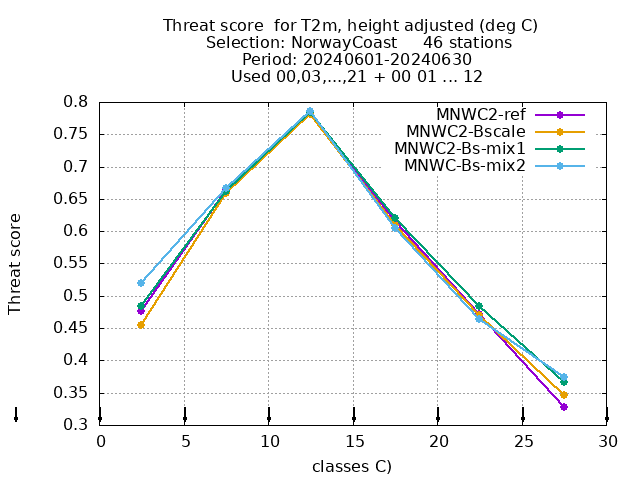 Threat score  for T2m, height adjusted (deg C)
Selection: NorwayCoast     46 stations
Period: 20240601-20240630
Used 00,03,...,21 + 00 01 ... 12
MNWC2-ref
MNWC2-Bscale
MNWC2-Bs-mix1
MNWC-Bs-mix2
Threat score
0.8
0.75
0.7
0.65
0.6
0.55
0.5
0.45
0.4
0.35
0.3
0 5 10 15 20 25 30
classes C)